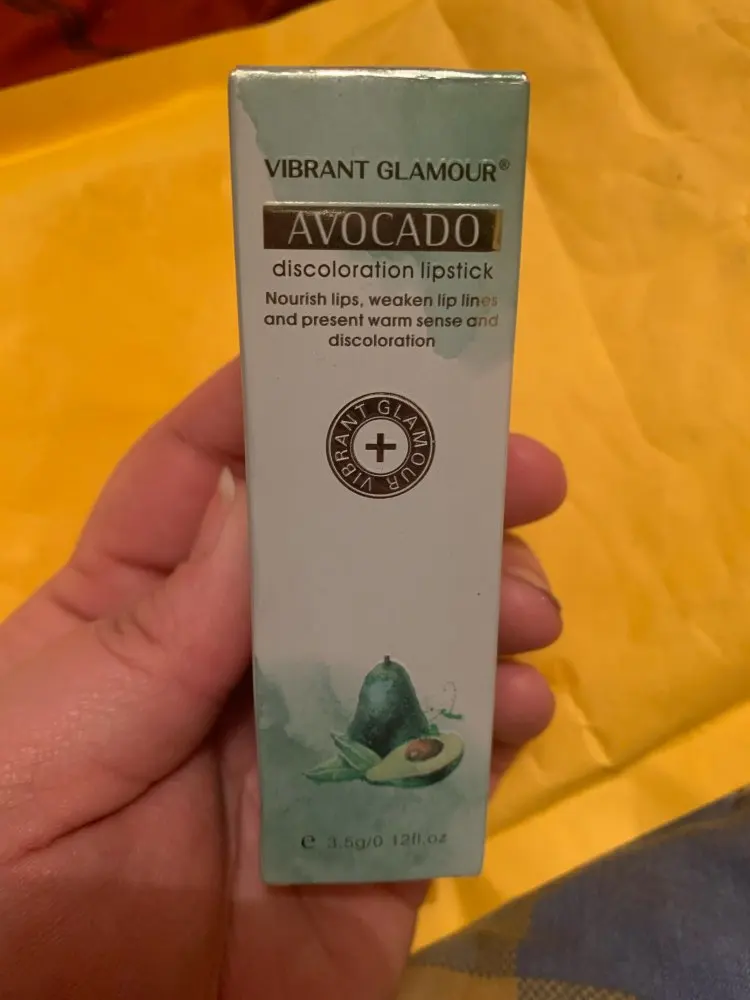 VIBRANT GLAMOUR®
AVOCADO
discoloration lipstick
Nourish lips, weaken lip lines
and present warm sense and
discoloration
VIBRANT GLAMOUR
e 3.5g/0.12fl.oz